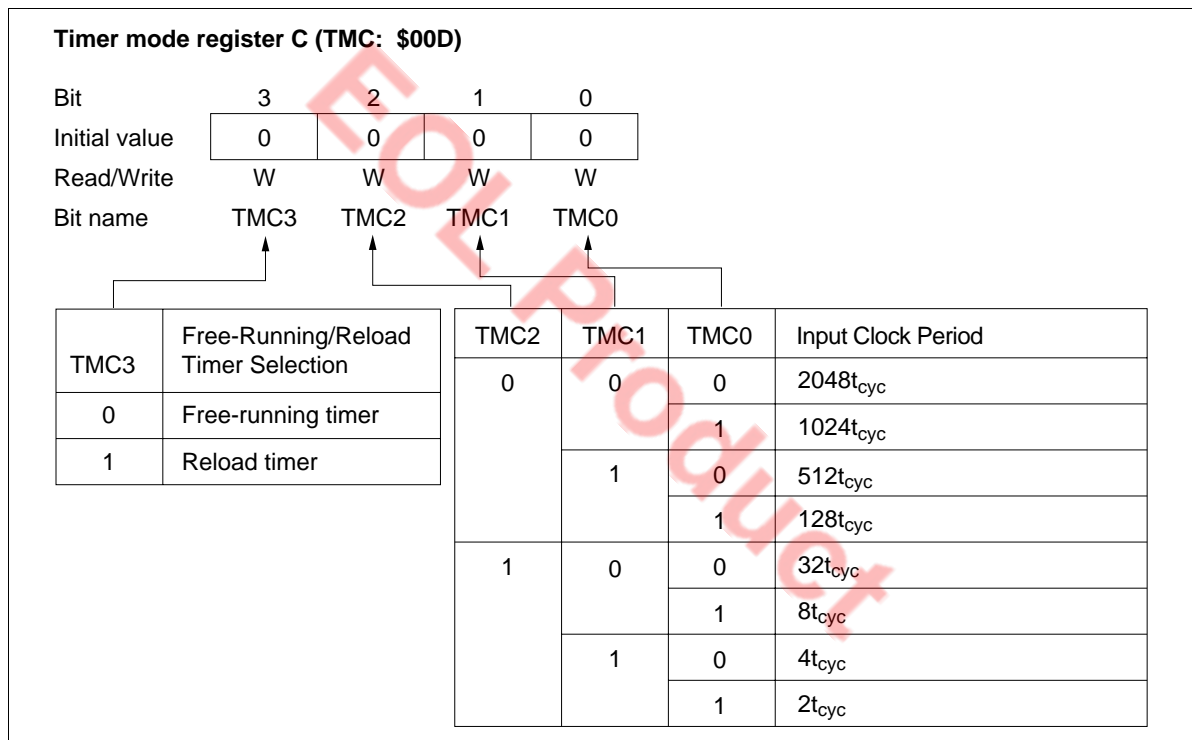 Timer mode register C (TMC: $00D)
Bit 3 2 1 0
Initial value 0 0 0 0
Read/Write W W W W
Bit name TMC3 TMC2 TMC1 TMC0
TMC3 Free-Running/Reload
Timer Selection
0 Free-running timer
1 Reload timer
TMC2 TMC1 TMC0 Input Clock Period
0 0 0 2048tcyc
1 1024tcyc
1 0 512tcyc
1 128tcyc
1 0 0 32tcyc
1 8tcyc
1 0 4tcyc
1 2tcyc
EOL Product